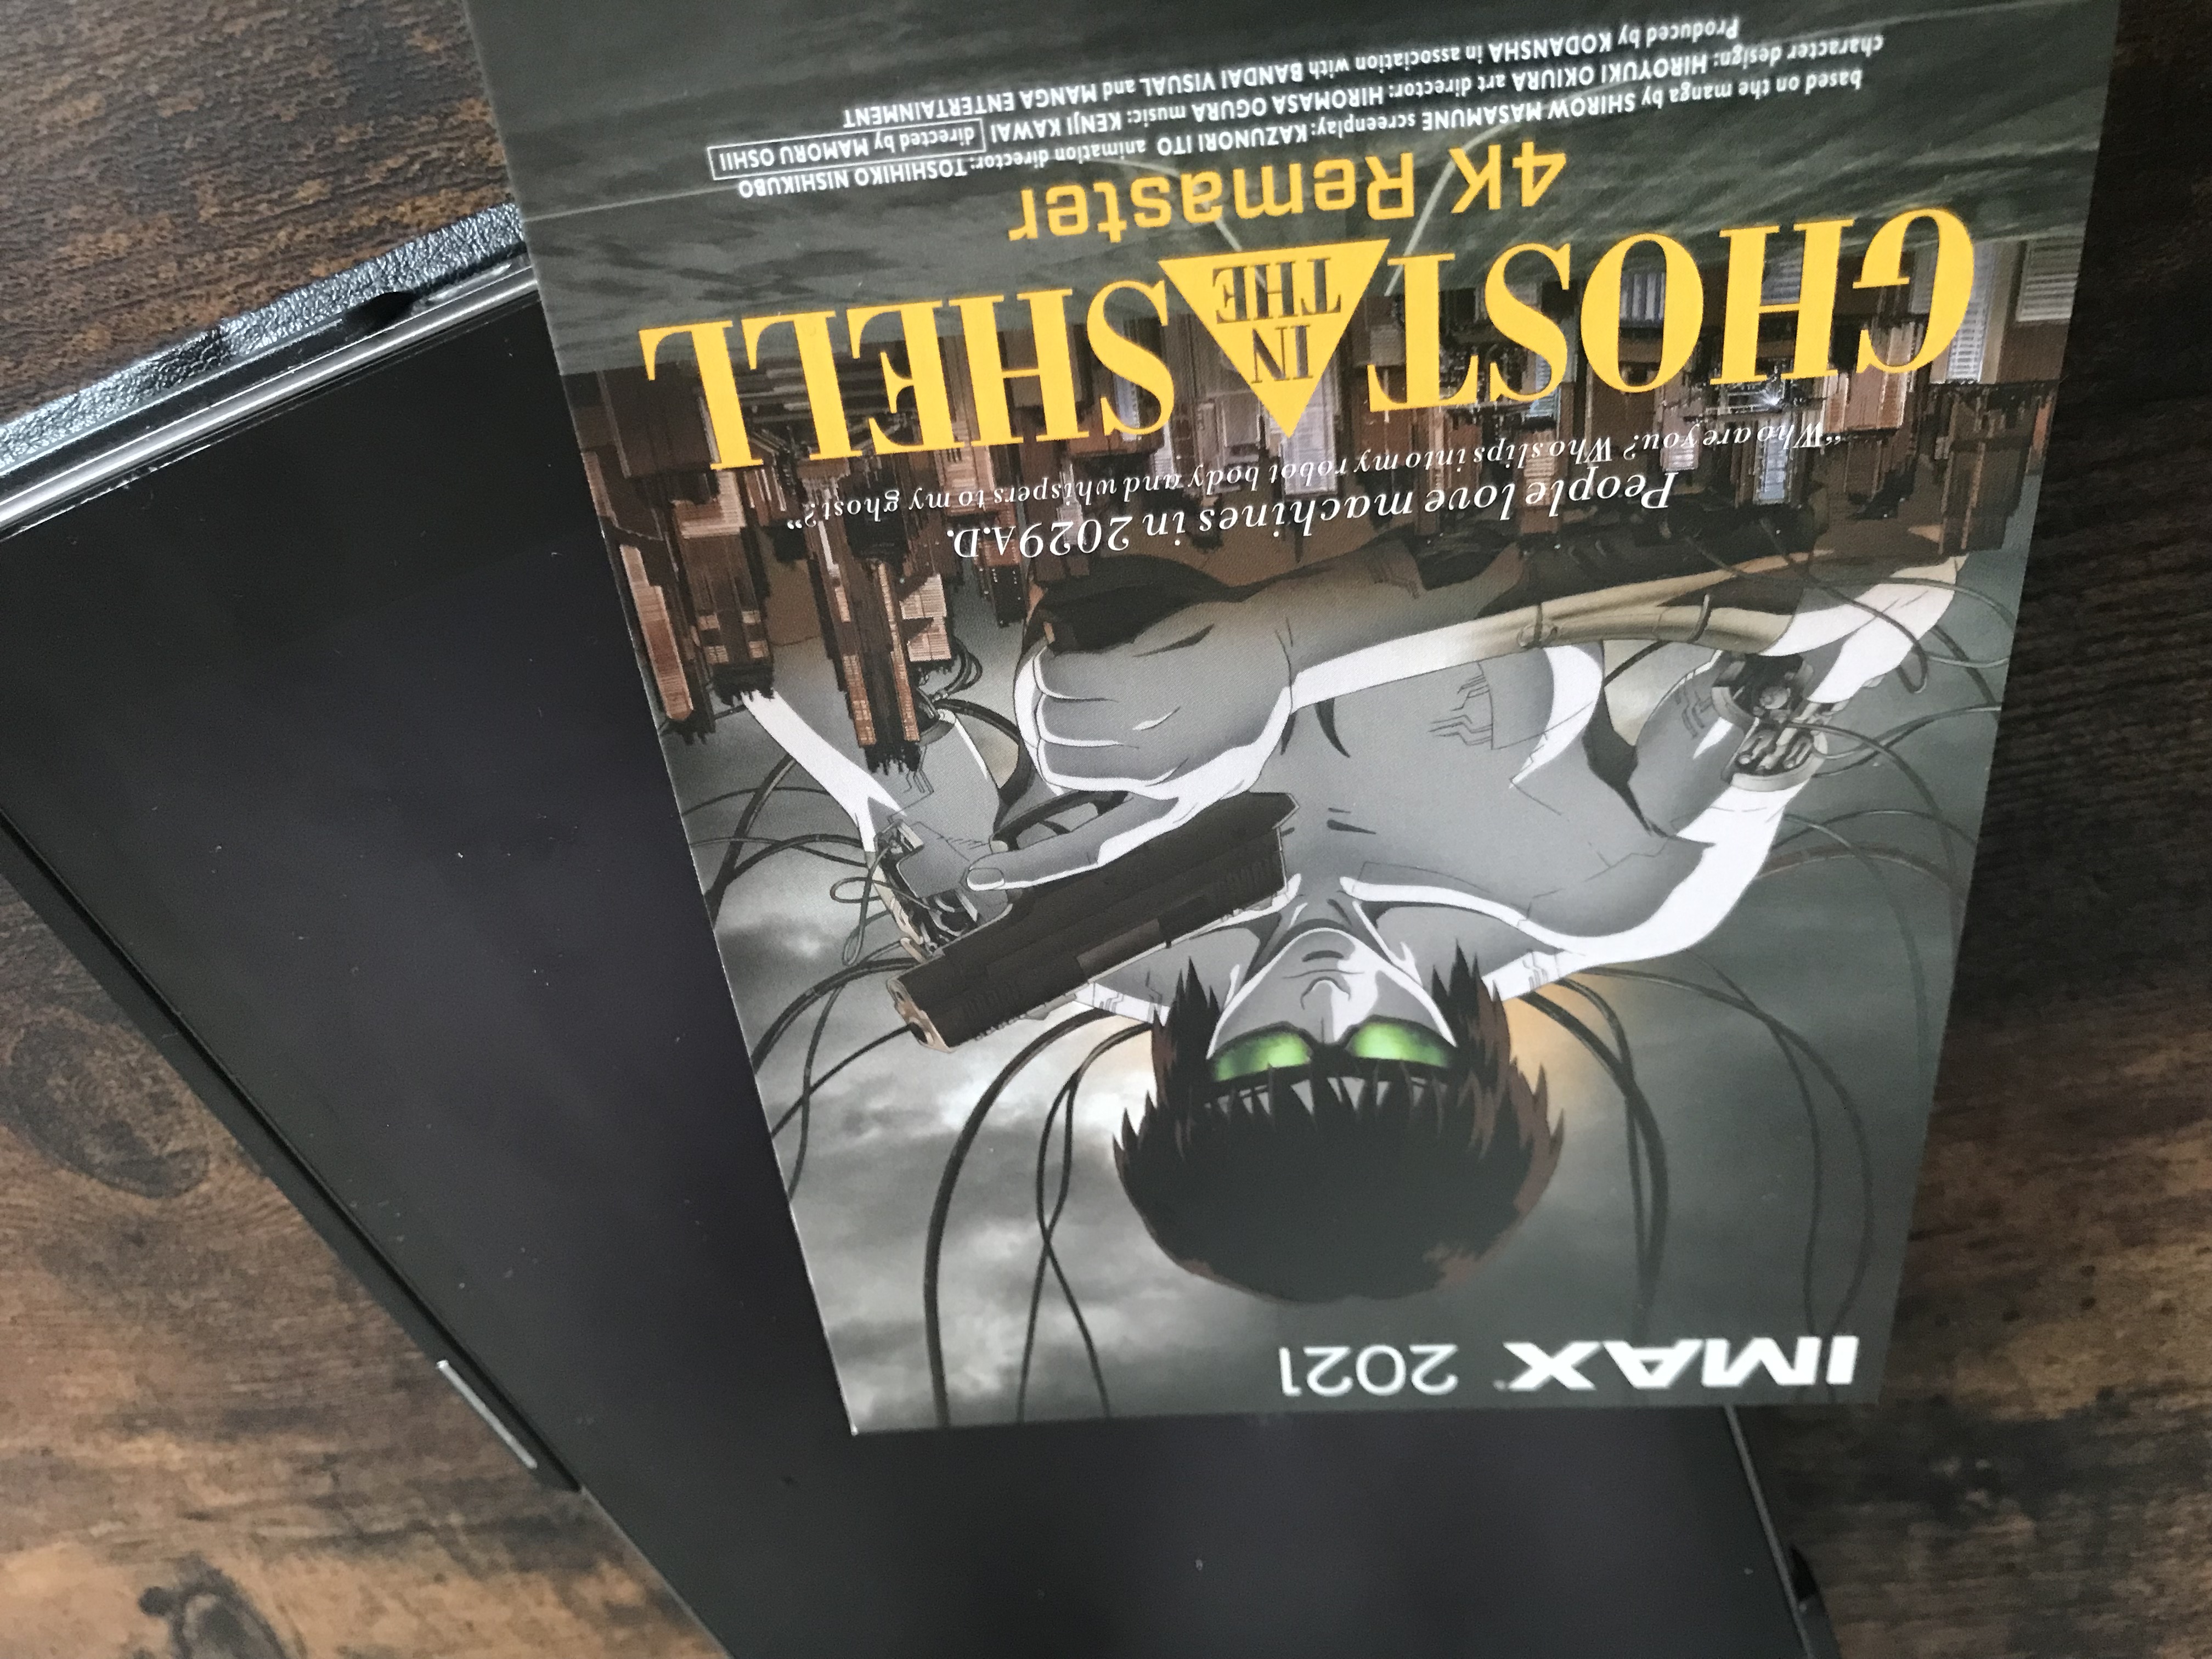 IMAX® 2021
People love machines in 2029 A.D.
“Who are you? Who slips into my robot body and whispers to my ghost?”
GHOST IN THE SHELL
4K Remaster
based on the manga by SHIROW MASAMUNE screenplay: KAZUNORI ITO animation director: TOSHIHIKO NISHIKUBO
character design: HIROYUKI OKIURA art director: HIROMASA OGURA music: KENJI KAWAI directed by MAMORU OSHII
Produced by KODANSHA in association with BANDAI VISUAL and MANGA ENTERTAINMENT